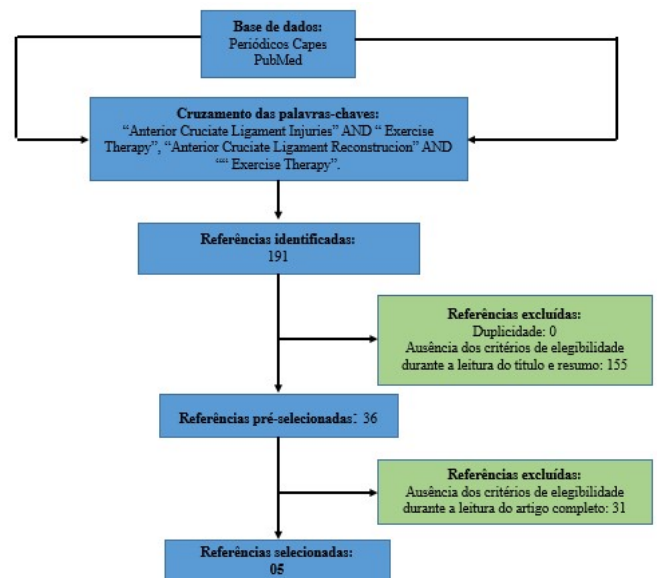 Base de dados:
Periódicos Capes
PubMed
Cruzamento das palavras-chaves:
“Anterior Cruciate Ligament Injuries” AND “ Exercise
Therapy”, “Anterior Cruciate Ligament Reconstrucion” AND
““ Exercise Therapy”.
Referências identificadas:
191
Referências excluídas:
Duplicidade: 0
Ausência dos critérios de elegibilidade
durante a leitura do título e resumo: 155
Referências pré-selecionadas: 36
Referências excluídas:
Ausência dos critérios de elegibilidade
durante a leitura do artigo completo: 31
Referências selecionadas:
05